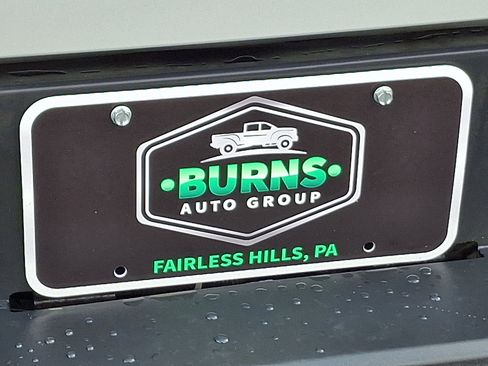 •BURNS•
AUTO GROUP
FAIRLESS HILLS, PA